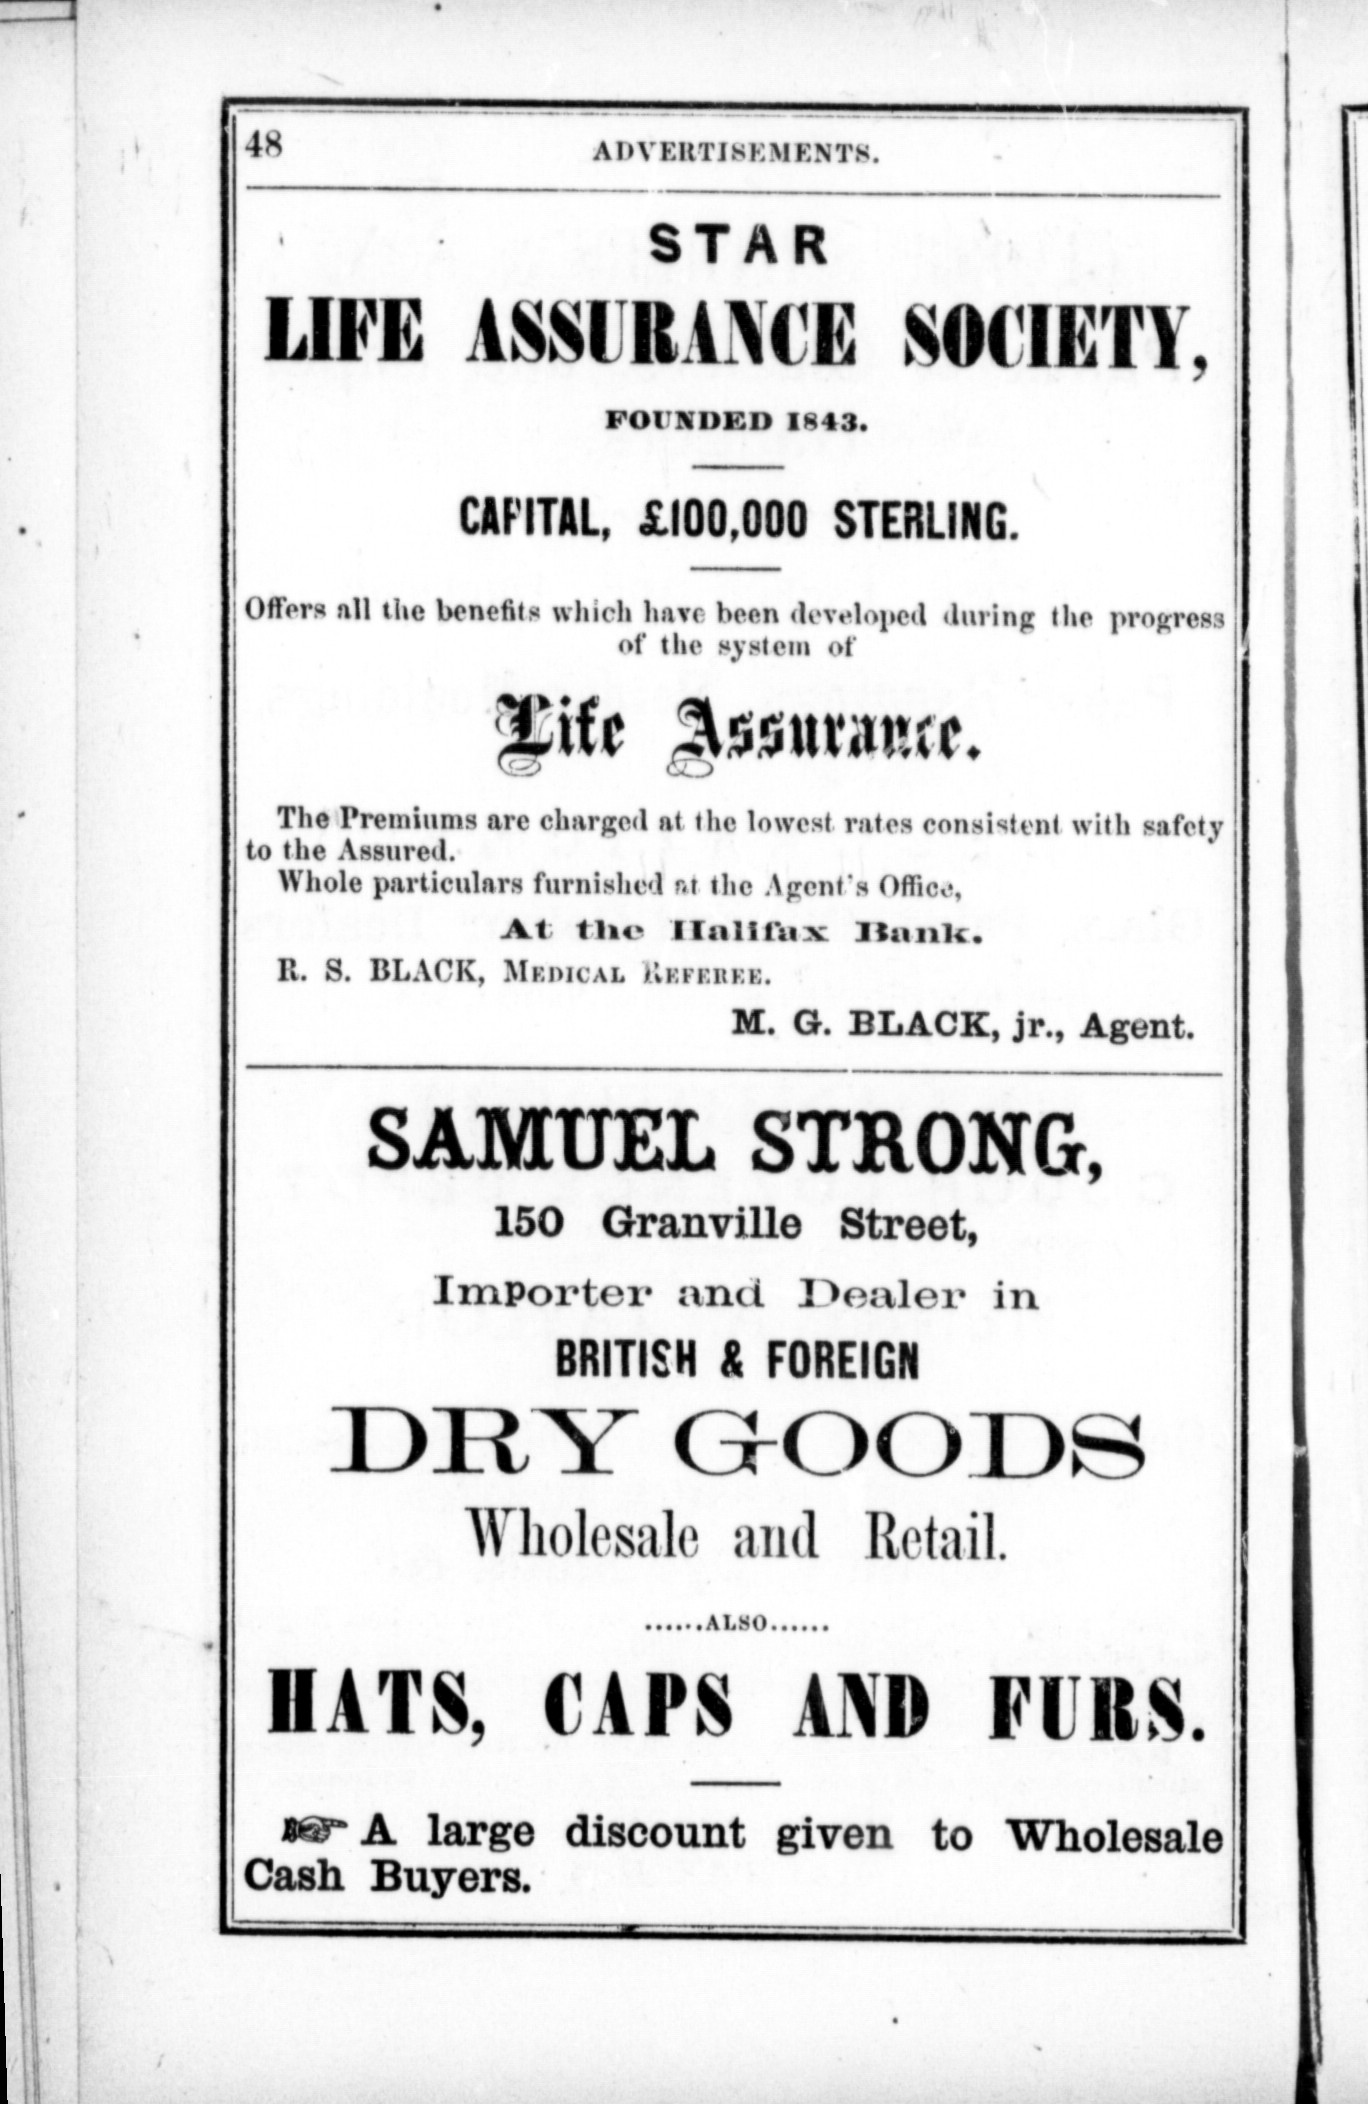 48
ADVERTISEMENTS.
STAR
LIFE ASSURANCE SOCIETY,
FOUNDED 1843.
CAPITAL, £100,000 STERLING.
Offers all the benefits which have been developed during the progress
of the system of
Life Assurance.
The Premiums are charged at the lowest rates consistent with safety
to the Assured.
Whole particulars furnished at the Agent's Office,
At the Halifax Bank.
R. S. BLACK, MEDICAL REFEREE.
M. G. BLACK, jr., Agent.
SAMUEL STRONG,
150 Granville Street,
Importer and Dealer in
BRITISH & FOREIGN
DRY GOODS
Wholesale and Retail.
......ALSO......
HATS, CAPS AND FURS.
☞ A large discount given to Wholesale
Cash Buyers.